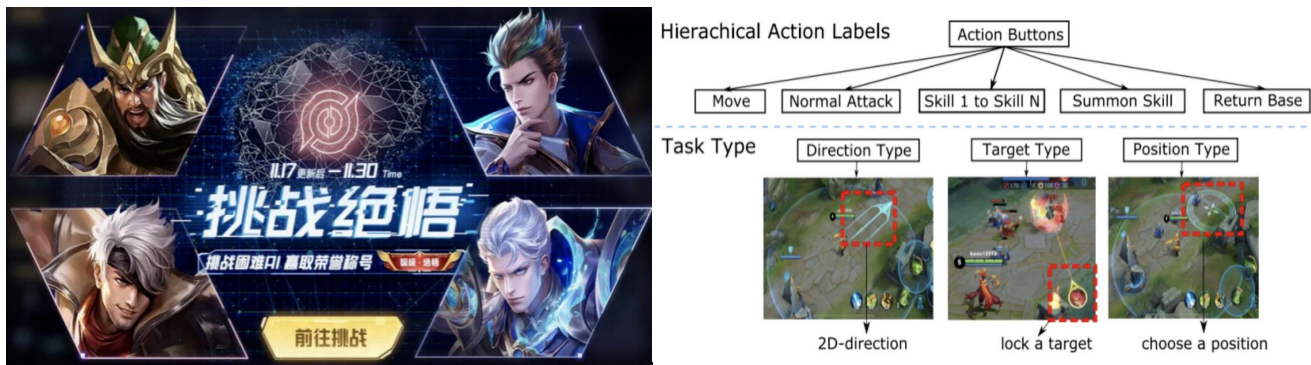 11.17更新后—11.30 Time
挑战绝悟
挑战困难AI 赢取荣誉称号
前往挑战
Hierachical Action Labels
Action Buttons
Move
Normal Attack
Skill 1 to Skill N
Summon Skill
Return Base
Task Type
Direction Type
Target Type
Position Type
2D-direction
lock a target
choose a position